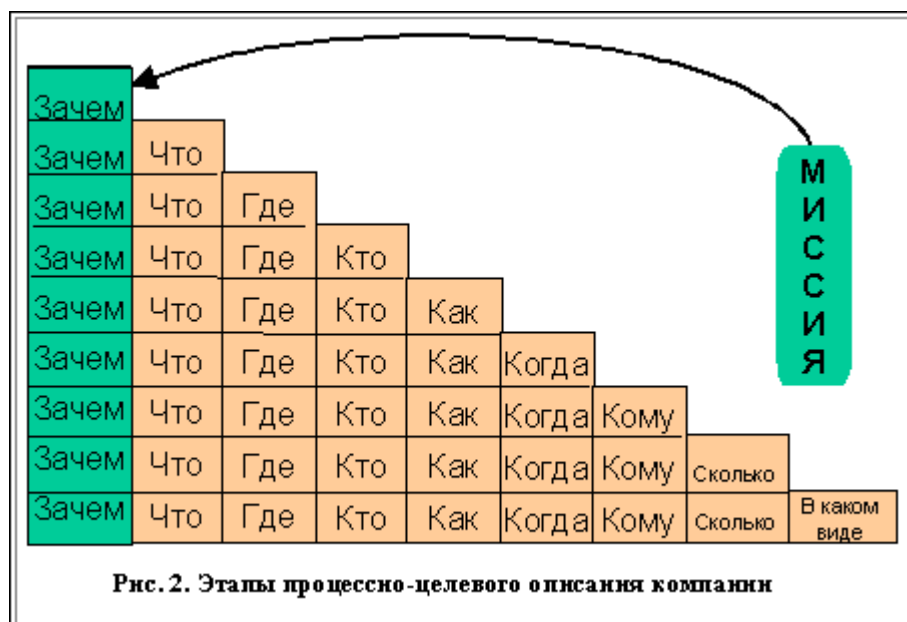 Зачем
Зачем Что
Зачем Что Где
Зачем Что Где Кто
Зачем Что Где Кто Как
Зачем Что Где Кто Как Когда
Зачем Что Где Кто Как Когда Кому
Зачем Что Где Кто Как Когда Кому Сколько
Зачем Что Где Кто Как Когда Кому Сколько В каком
виде
МИССИЯ
Рис. 2. Этапы процессно-целевого описания компании